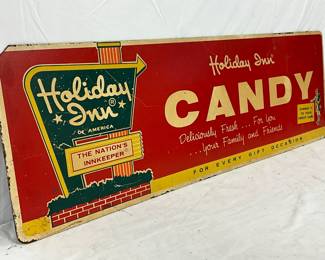 Holiday
Inn®
OF AMERICA
THE NATION'S
INNKEEPER
Holiday Inn
CANDY
Deliciously Fresh... For You
...your Family and Friends
FOR EVERY GIFT OCCASION